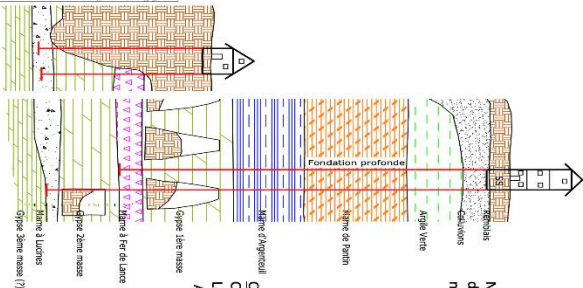 Fondation profonde
SS
Remblais
Colluvions
Argile Verte
Marne de Pantin
Marne d'Argenteuil
Gypse 1ère masse
Marne à Fer de Lance
Gypse 2ème masse
Marne à Lucines
Gypse 3ème masse (?)